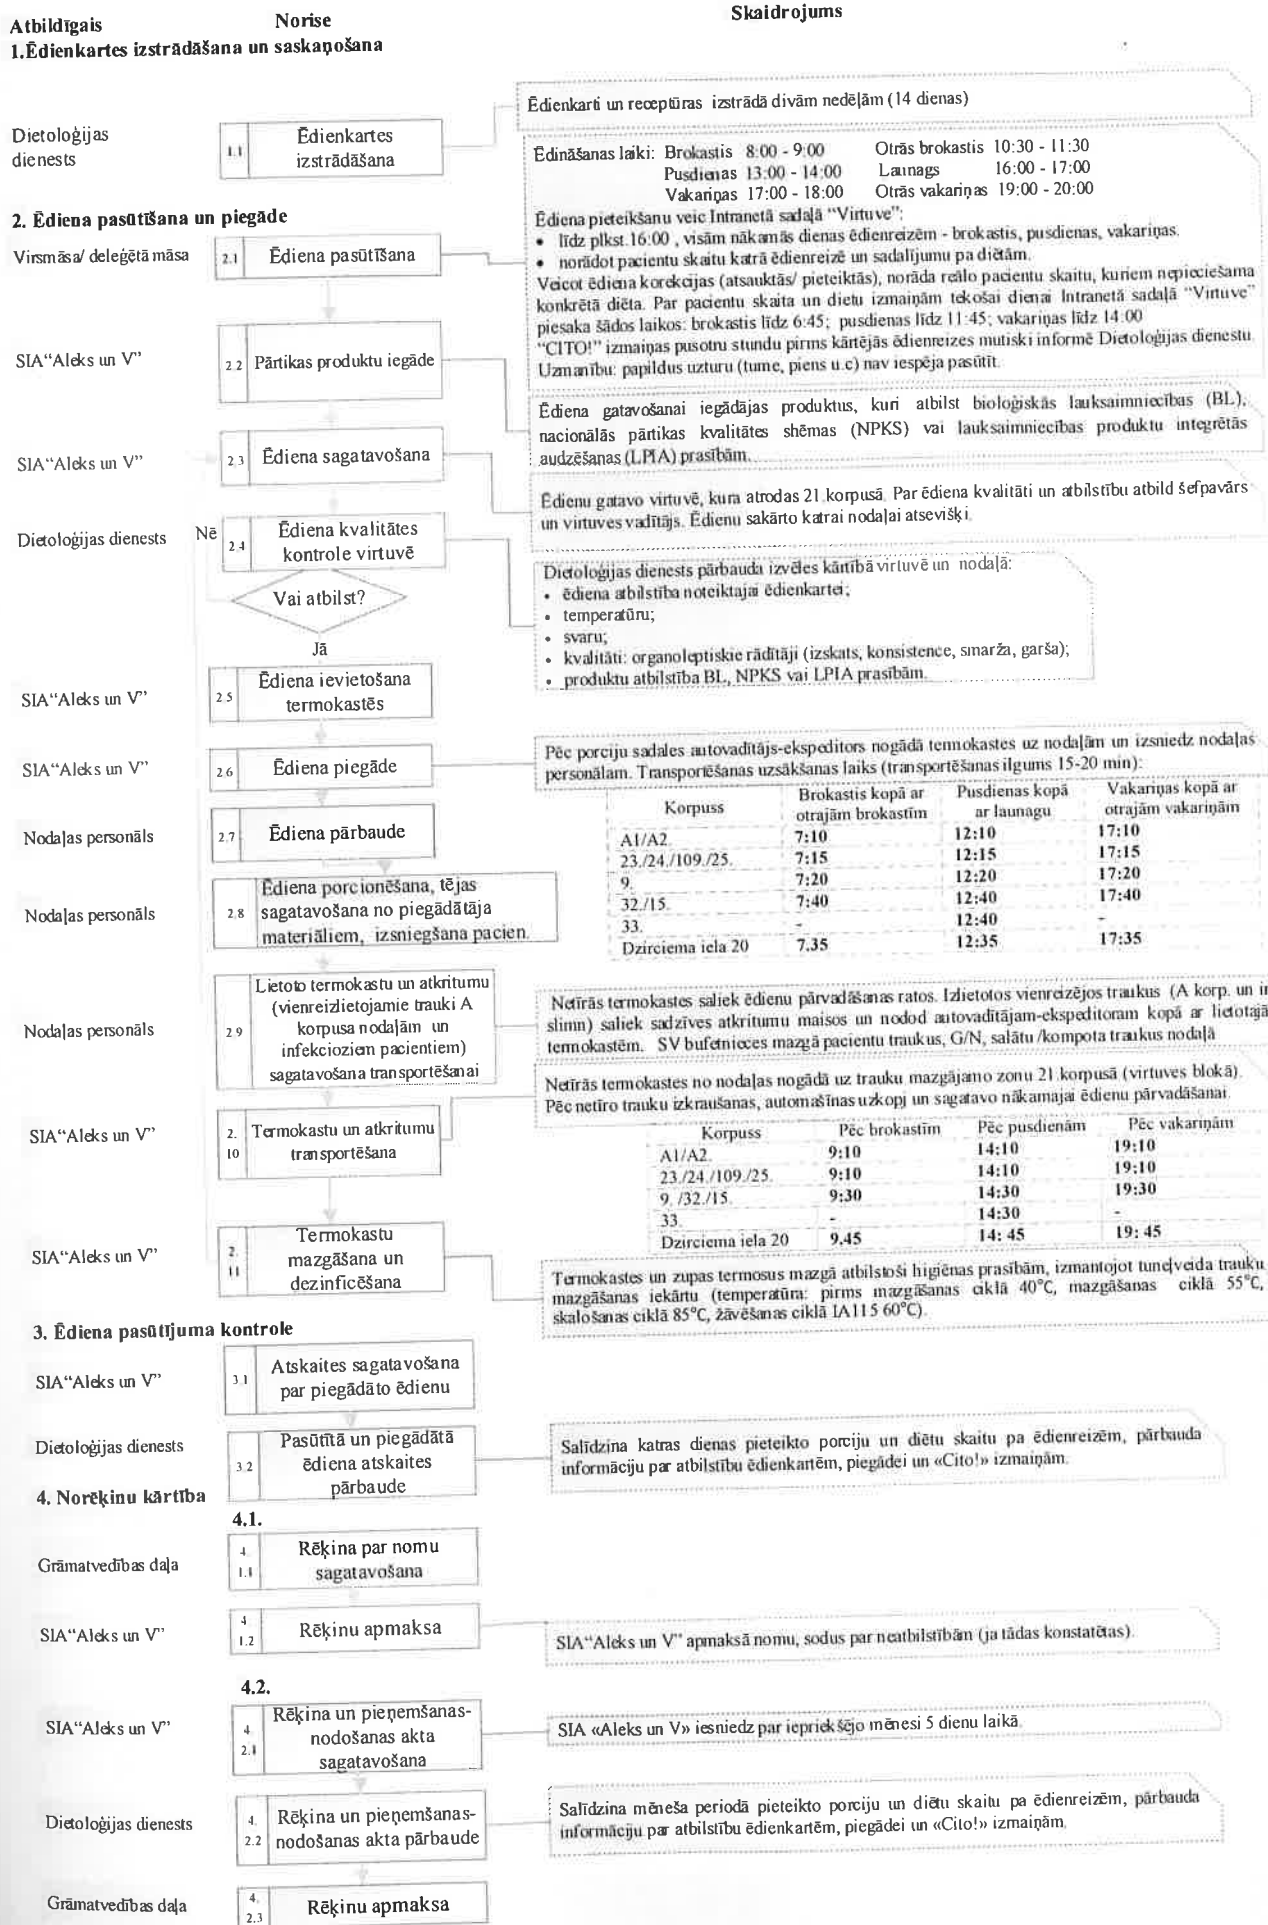 Atbildīgais Norise Skaidrojums
1.Ēdienkartes izstrādāšana un saskaņošana
Ēdienkarti un receptūras izstrādā divām nedēļām (14 dienas)
Dietoloģijas
dienests
1.1 Ēdienkartes
izstrādāšana
Ēdināšanas laiki: Brokastis 8:00 - 9:00 Otrās brokastis 10:30 - 11:30
Pusdienas 13:00 - 14:00 Launags 16:00 - 17:00
Vakariņas 17:00 - 18:00 Otrās vakariņas 19:00 - 20:00
Ēdiena pieteikšanu veic Intranetā sadaļā “Virtuve”:
• līdz plkst.16:00 , visām nākamās dienas ēdienreizēm - brokastis, pusdienas, vakariņas.
• norādot pacientu skaitu katrā ēdienreizē un sadalījumu pa diētām.
Veicot ēdiena korekcijas (atsauktās/ pieteiktās), norāda reālo pacientu skaitu, kuriem nepieciešama
konkrētā diēta. Par pacientu skaita un dietu izmaiņām tekošai dienai Intranetā sadaļā “Virtuve”
piesaka šādos laikos: brokastis līdz 6:45; pusdienas līdz 11:45; vakariņas līdz 14:00
“CITO!” izmaiņas pusotru stundu pirms kārtējās ēdienreizes mutiski informē Dietoloģijas dienestu.
Uzmanību: papildus uzturu (tume, piens u.c) nav iespēja pasūtīt.
2. Ēdiena pasūtīšana un piegāde
Virsmāsa/ deleģētā māsa
2.1 Ēdiena pasūtīšana
SIA“Aleks un V”
2.2 Pārtikas produktu iegāde
Ēdiena gatavošanai iegādājas produktus, kuri atbilst bioloģiskās lauksaimniecības (BL),
nacionālās pārtikas kvalitātes shēmas (NPKS) vai lauksaimniecības produktu integrētās
audzēšanas (LPIA) prasībām.
SIA“Aleks un V”
2.3 Ēdiena sagatavošana
Ēdienu gatavo virtuvē, kura atrodas 21.korpusā. Par ēdiena kvalitāti un atbilstību atbild šefpavārs
un virtuves vadītājs. Ēdienu sakārto katrai nodaļai atsevišķi.
Dietoloģijas dienests
Nē
2.4 Ēdiena kvalitātes
kontrole virtuvē
Vai atbilst?
Jā
Dietoloģijas dienests pārbauda izvēles kārtībā virtuvē un nodaļā:
• ēdiena atbilstība noteiktajai ēdienkartei;
• temperatūru;
• svaru;
• kvalitāti: organoleptiskie rādītāji (izskats, konsistence, smarža, garša);
• produktu atbilstība BL, NPKS vai LPIA prasībām.
SIA“Aleks un V”
2.5 Ēdiena ievietošana
termokastēs
SIA“Aleks un V”
2.6 Ēdiena piegāde
Pēc porciju sadales autovadītājs-ekspeditors nogādā termokastes uz nodaļām un izsniedz nodaļas
personālam. Transportēšanas uzsākšanas laiks (transportēšanas ilgums 15-20 min):
Korpuss Brokastis kopā ar otrajām brokastīm Pusdienas kopā ar launagu Vakariņas kopā ar otrajām vakariņām
A1/A2. 7:10 12:10 17:10
23./24./109./25. 7:15 12:15 17:15
9. 7:20 12:20 17:20
32./15. 7:40 12:40 17:40
33. - 12:40 -
Dzirciema iela 20 7.35 12:35 17:35
Nodaļas personāls
2.7 Ēdiena pārbaude
Nodaļas personāls
2.8 Ēdiena porcionēšana, tējas
sagatavošana no piegādātāja
materiāliem, izsniegšana pacien.
Nodaļas personāls
2.9 Lietoto termokastu un atkritumu
(vienreizlietojamie trauki A
korpusa nodaļām un
infekcioziem pacientiem)
sagatavošana transportēšanai
Netīrās termokastes saliek ēdienu pārvadāšanas ratos. Izlietotos vienreizējos traukus (A korp. un in
slimn) saliek sadzīves atkritumu maisos un nodod autovadītājam-ekspeditoram kopā ar lietotajā
termokastēm. SV bufetnieces mazgā pacientu traukus, G/N, salātu /kompota traukus nodaļā
SIA“Aleks un V”
2.10 Termokastu un atkritumu
transportēšana
Netīrās termokastes no nodaļas nogādā uz trauku mazgājamo zonu 21.korpusā (virtuves blokā).
Pēc netīro trauku izkraušanas, automašīnas uzkopj un sagatavo nākamajai ēdienu pārvadāšanai.
Korpuss Pēc brokastīm Pēc pusdienām Pēc vakariņām
A1/A2. 9:10 14:10 19:10
23./24./109./25. 9:10 14:10 19:10
9. /32./15. 9:30 14:30 19:30
33. - 14:30 -
Dzirciema iela 20 9.45 14: 45 19: 45
SIA“Aleks un V”
2.11 Termokastu
mazgāšana un
dezinficēšana
Termokastes un zupas termosus mazgā atbilstoši higiēnas prasībām, izmantojot tuneļveida trauku
mazgāšanas iekārtu (temperatūra: pirms mazgāšanas ciklā 40°C, mazgāšanas ciklā 55°C,
skalošanas ciklā 85°C, žāvēšanas ciklā IA115 60°C).
3. Ēdiena pasūtījuma kontrole
SIA“Aleks un V”
3.1 Atskaites sagatavošana
par piegādāto ēdienu
Dietoloģijas dienests
3.2 Pasūtītā un piegādātā
ēdiena atskaites
pārbaude
Salīdzina katras dienas pieteikto porciju un diētu skaitu pa ēdienreizēm, pārbauda
informāciju par atbilstību ēdienkartēm, piegādei un «Cito!» izmaiņām.
4. Norēķinu kārtība
4.1.
Grāmatvedības daļa
4.1.1 Rēķina par nomu
sagatavošana
SIA“Aleks un V”
4.1.2 Rēķinu apmaksa
SIA“Aleks un V” apmaksā nomu, sodus par neatbilstībām (ja tādas konstatētas).
4.2.
SIA“Aleks un V”
4.2.1 Rēķina un pieņemšanas-
nodošanas akta
sagatavošana
SIA «Aleks un V» iesniedz par iepriekšējo mēnesi 5 dienu laikā.
Dietoloģijas dienests
4.2.2 Rēķina un pieņemšanas-
nodošanas akta pārbaude
Salīdzina mēneša periodā pieteikto porciju un diētu skaitu pa ēdienreizēm, pārbauda
informāciju par atbilstību ēdienkartēm, piegādei un «Cito!» izmaiņām.
Grāmatvedības daļa
4.2.3 Rēķinu apmaksa